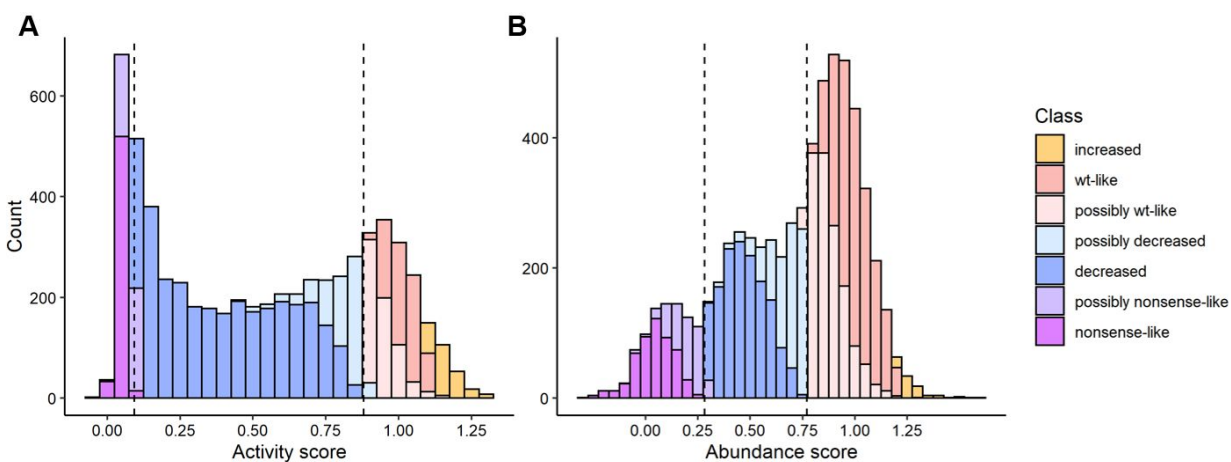 A
B
600
400
200
0
Count
0.00 0.25 0.50 0.75 1.00 1.25
Activity score
400
200
0
0.00 0.25 0.50 0.75 1.00 1.25
Abundance score
Class
increased
wt-like
possibly wt-like
possibly decreased
decreased
possibly nonsense-like
nonsense-like